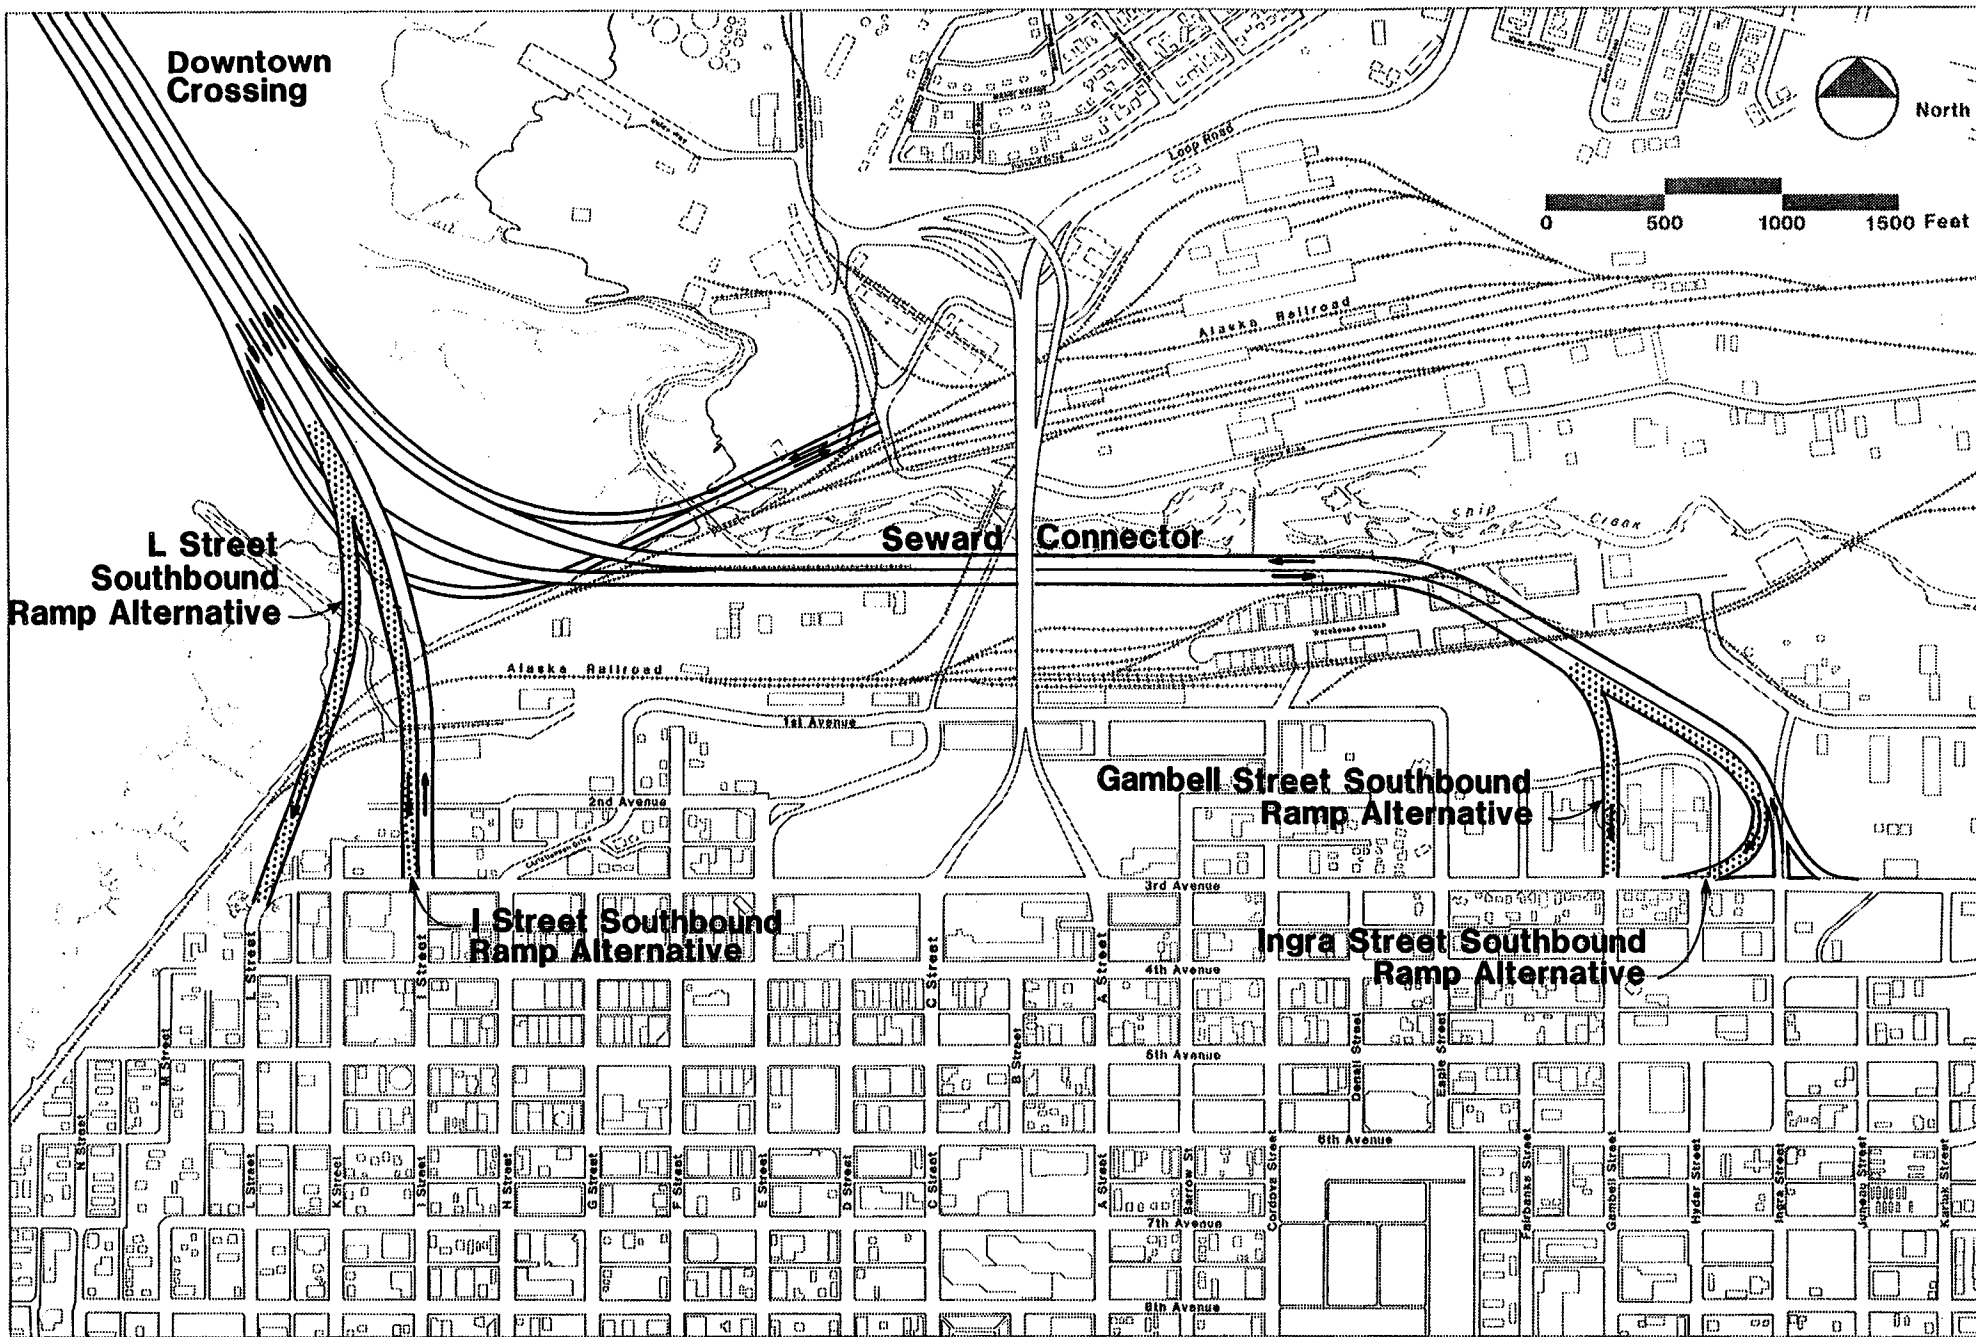 Downtown
Crossing
North
0 500 1000 1500 Feet
Loop Road
Alaska Railroad
Ship Creek
Seward Connector
L Street
Southbound
Ramp Alternative
Warehouse Avenue
Alaska Railroad
1st Avenue
2nd Avenue
Christensen Drive
Gambell Street Southbound
Ramp Alternative
3rd Avenue
I Street Southbound
Ramp Alternative
Ingra Street Southbound
Ramp Alternative
L Street
I Street
C Street
A Street
4th Avenue
M Street
B Street
5th Avenue
Denali Street
Eagle Street
N Street
6th Avenue
L Street
K Street
I Street
H Street
G Street
F Street
E Street
D Street
C Street
A Street
Barrow St
Cordova Street
Fairbanks Street
Gambell Street
Hyder Street
Ingra Street
Juneau Street
Karluk Street
7th Avenue
8th Avenue